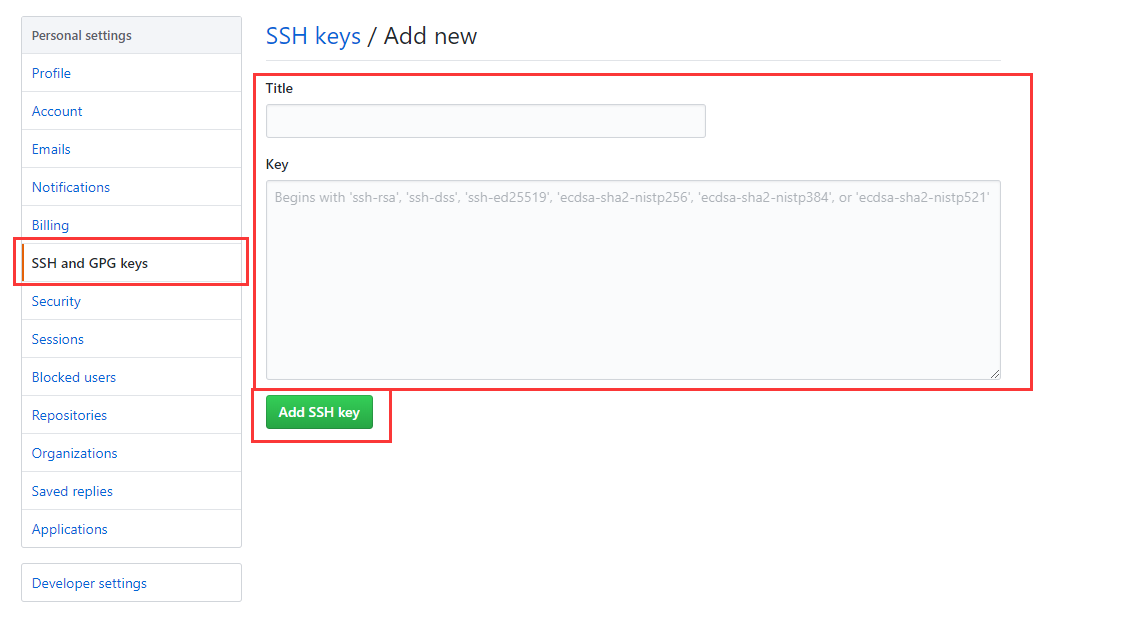 Personal settings
Profile
Account
Emails
Notifications
Billing
SSH and GPG keys
Security
Sessions
Blocked users
Repositories
Organizations
Saved replies
Applications
Developer settings
SSH keys / Add new
Title
Key
Begins with 'ssh-rsa', 'ssh-dss', 'ssh-ed25519', 'ecdsa-sha2-nistp256', 'ecdsa-sha2-nistp384', or 'ecdsa-sha2-nistp521'
Add SSH key